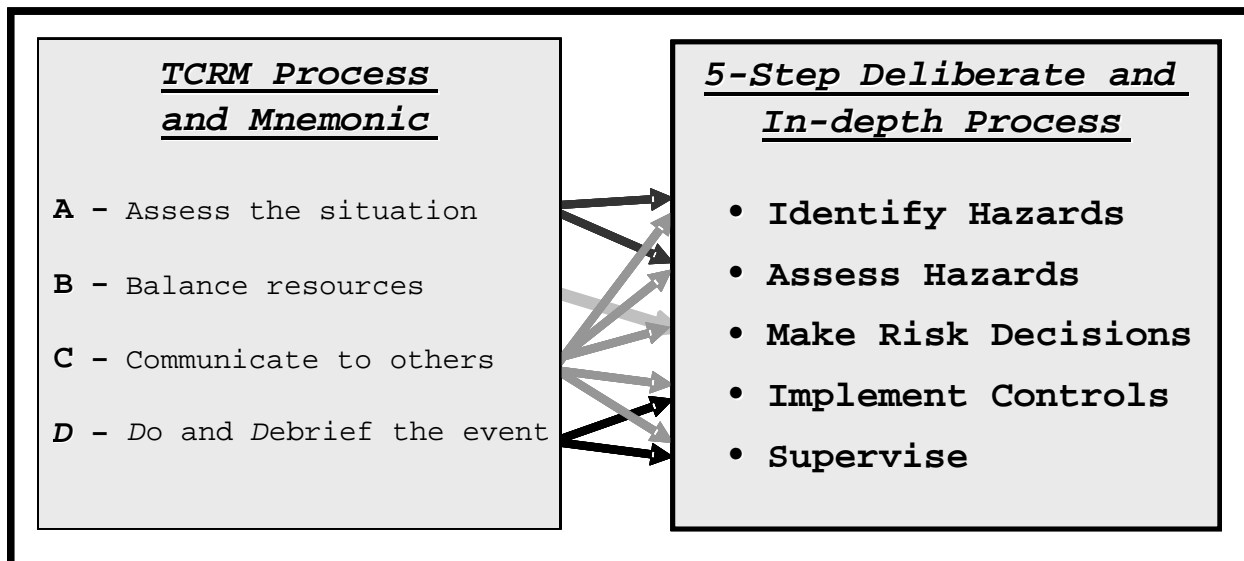 TCRM Process
and Mnemonic
A – Assess the situation
B – Balance resources
C – Communicate to others
D – Do and Debrief the event
5-Step Deliberate and
In-depth Process
• Identify Hazards
• Assess Hazards
• Make Risk Decisions
• Implement Controls
• Supervise